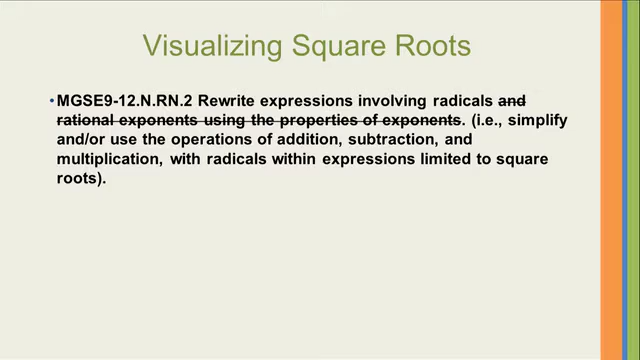 Visualizing Square Roots
• MGSE9-12.N.RN.2 Rewrite expressions involving radicals and
rational exponents using the properties of exponents. (i.e., simplify
and/or use the operations of addition, subtraction, and
multiplication, with radicals within expressions limited to square
roots).